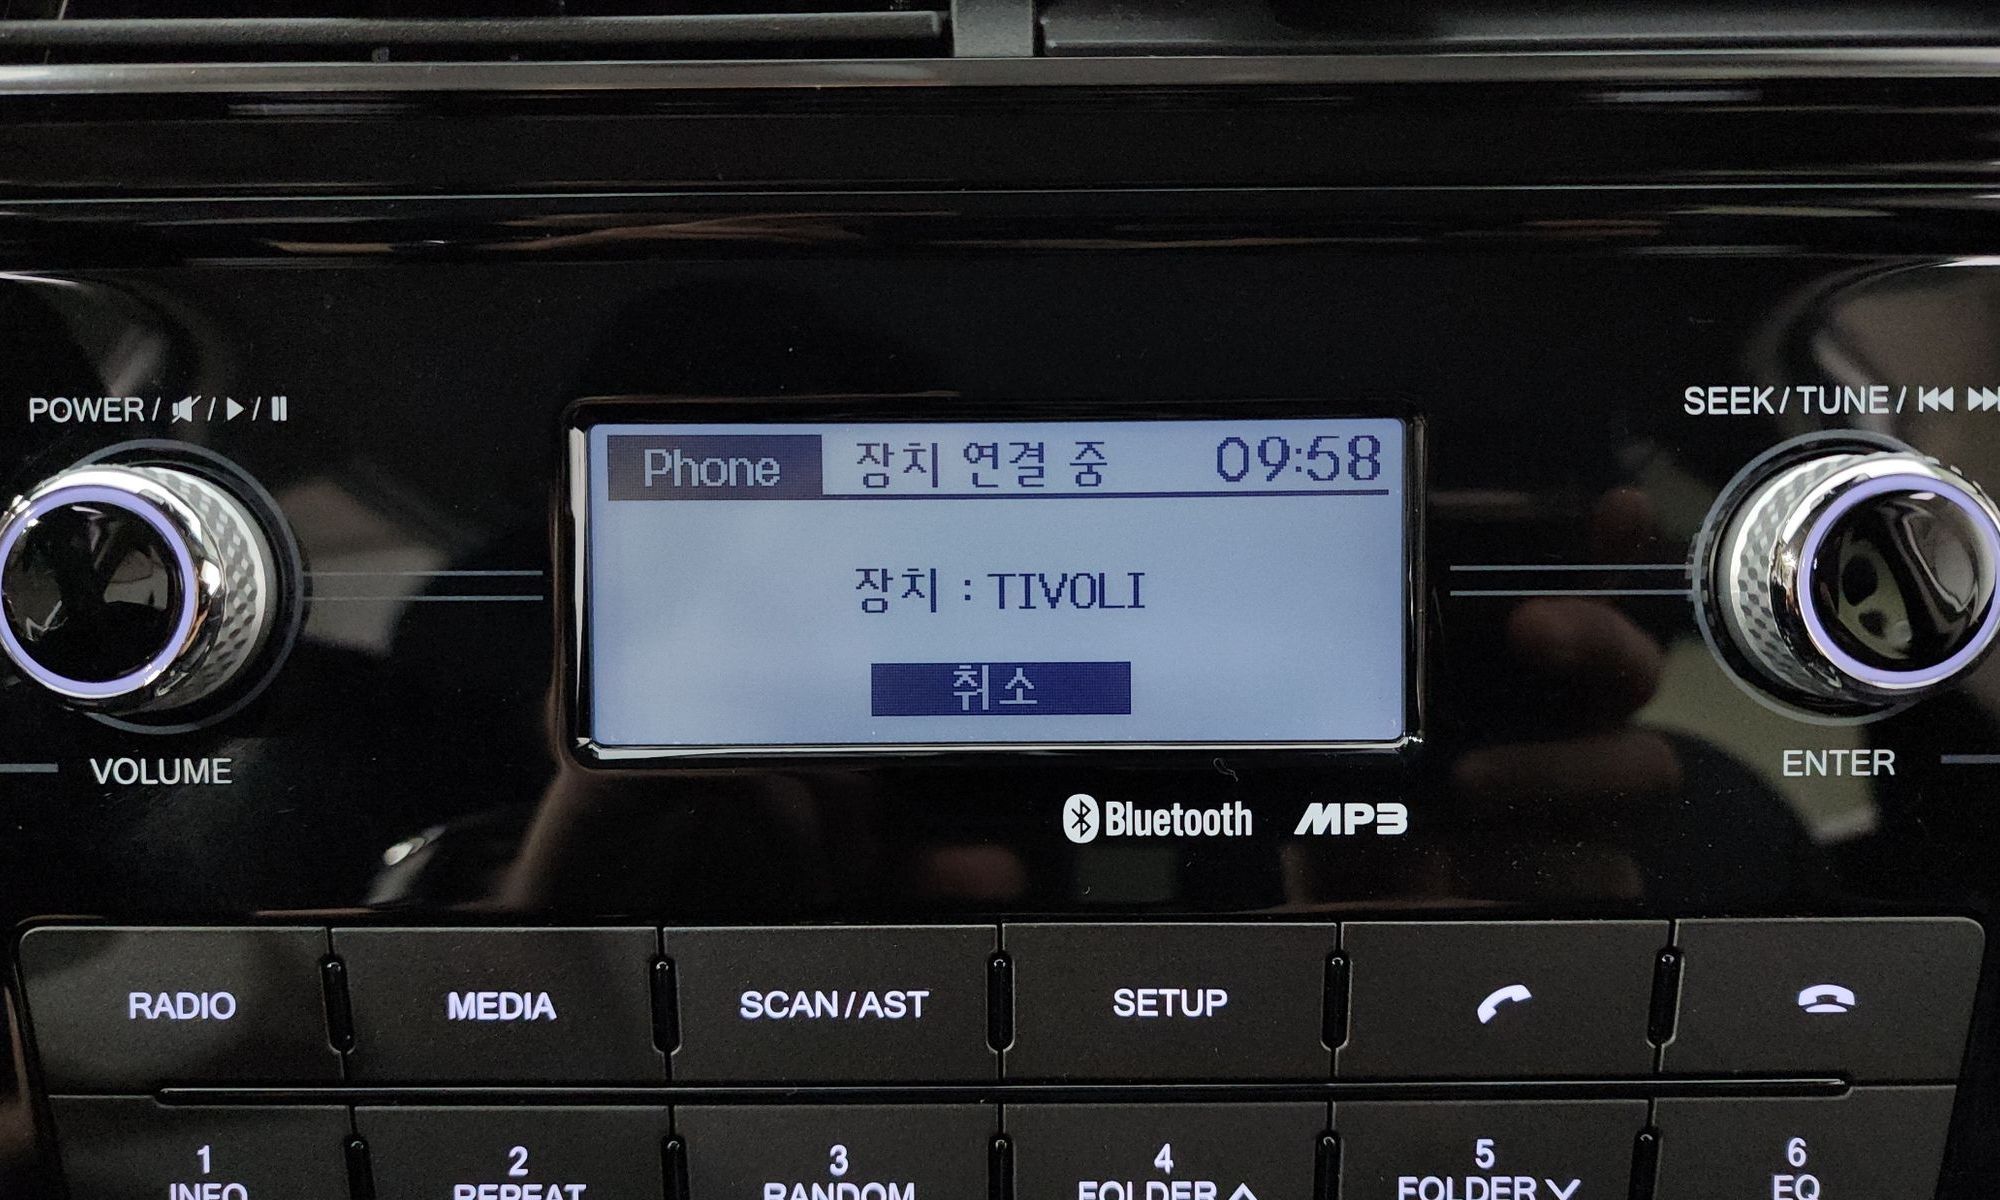 POWER / / /
SEEK / TUNE /
Phone 장치 연결 중 09:58
장치 : TIVOLI
취소
VOLUME
ENTER
Bluetooth MP3
RADIO MEDIA SCAN/AST SETUP
1 2 3 4 5 6
INFO REPEAT RANDOM FOLDER FOLDER EQ